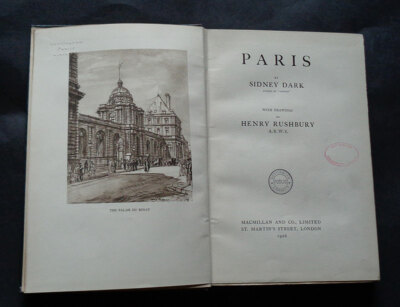 THE PALAIS DU SENAT
PARIS
BY
SIDNEY DARK
WITH DRAWINGS
BY
HENRY RUSHBURY
A.R.W.S.
MACMILLAN AND CO., LIMITED
ST. MARTIN'S STREET, LONDON
1926